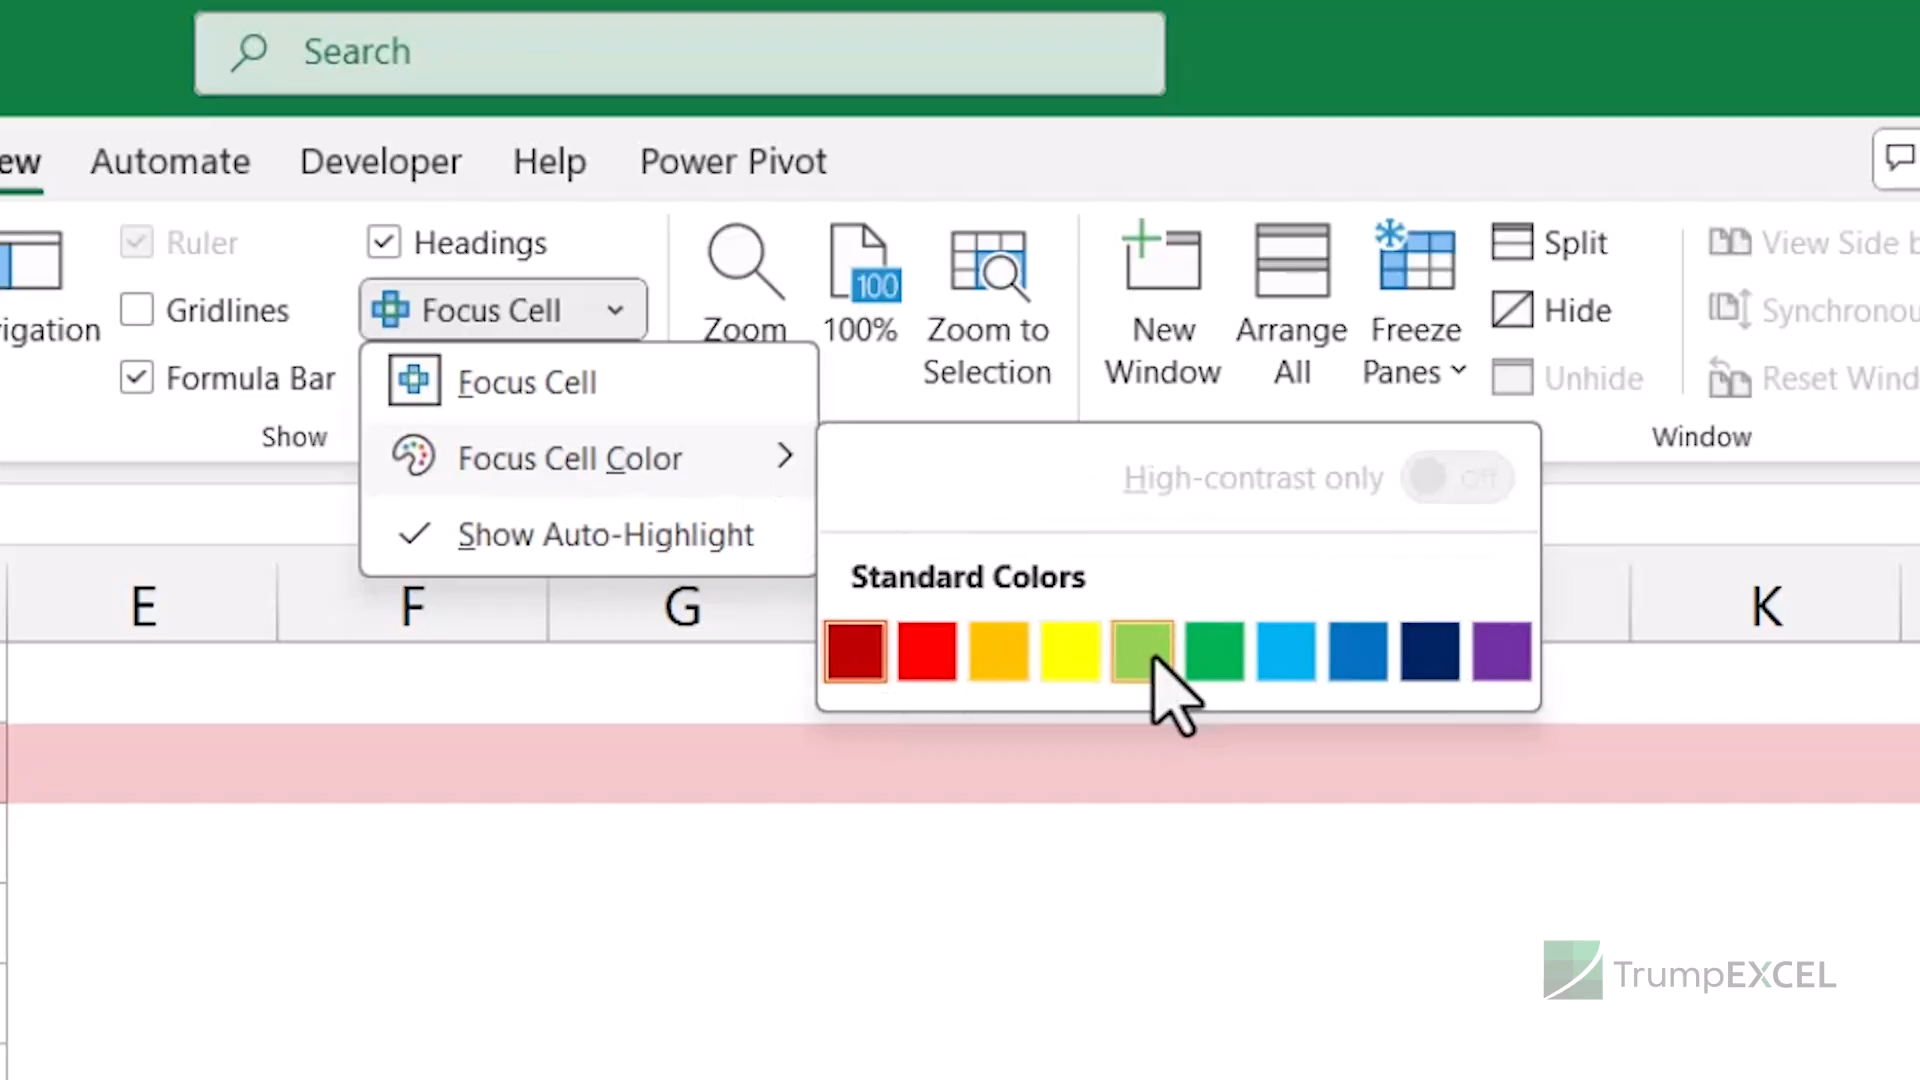 Search
ew
Automate
Developer
Help
Power Pivot
Ruler
Headings
Gridlines
Focus Cell
Formula Bar
igation
Show
Zoom
100
100%
Zoom to
Selection
New
Window
Arrange
All
Freeze
Panes
Split
Hide
Unhide
View Side b
Synchronou
Reset Wind
Window
Focus Cell
Focus Cell Color
Show Auto-Highlight
High-contrast only
Off
Standard Colors
E
F
G
K
TrumpEXCEL